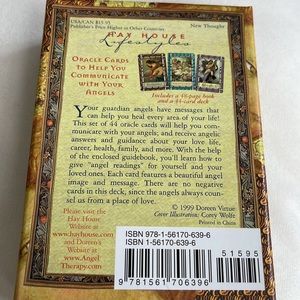 USA/CAN $15.95
Publisher's Price Higher in Other Countries
New Thought
HAY HOUSE
Lifestyles
ORACLE CARDS
TO HELP YOU
COMMUNICATE
WITH YOUR
ANGELS
Includes a 48-page book
and a 44-card deck
Your guardian angels have messages that
can help you heal every area of your life!
This set of 44 oracle cards will help you com-
municate with your angels; and receive angelic
answers and guidance about your love life,
career, health, family, and more. With the help
of the enclosed guidebook, you'll learn how to
give "angel readings" for yourself and your
loved ones. Each card features a beautiful angel
image and message. There are no negative
cards in this deck, since the angels always coun-
sel us from a place of love.
Please visit the
Hay House
Website at
www.hayhouse.com
and Doreen's
Website at
www.Angel
Therapy.com
© 1999 Doreen Virtue
Cover Illustration: Corey Wolfe
Printed in China
ISBN 978-1-56170-639-6
ISBN 1-56170-639-6
51595
9 781561 706396